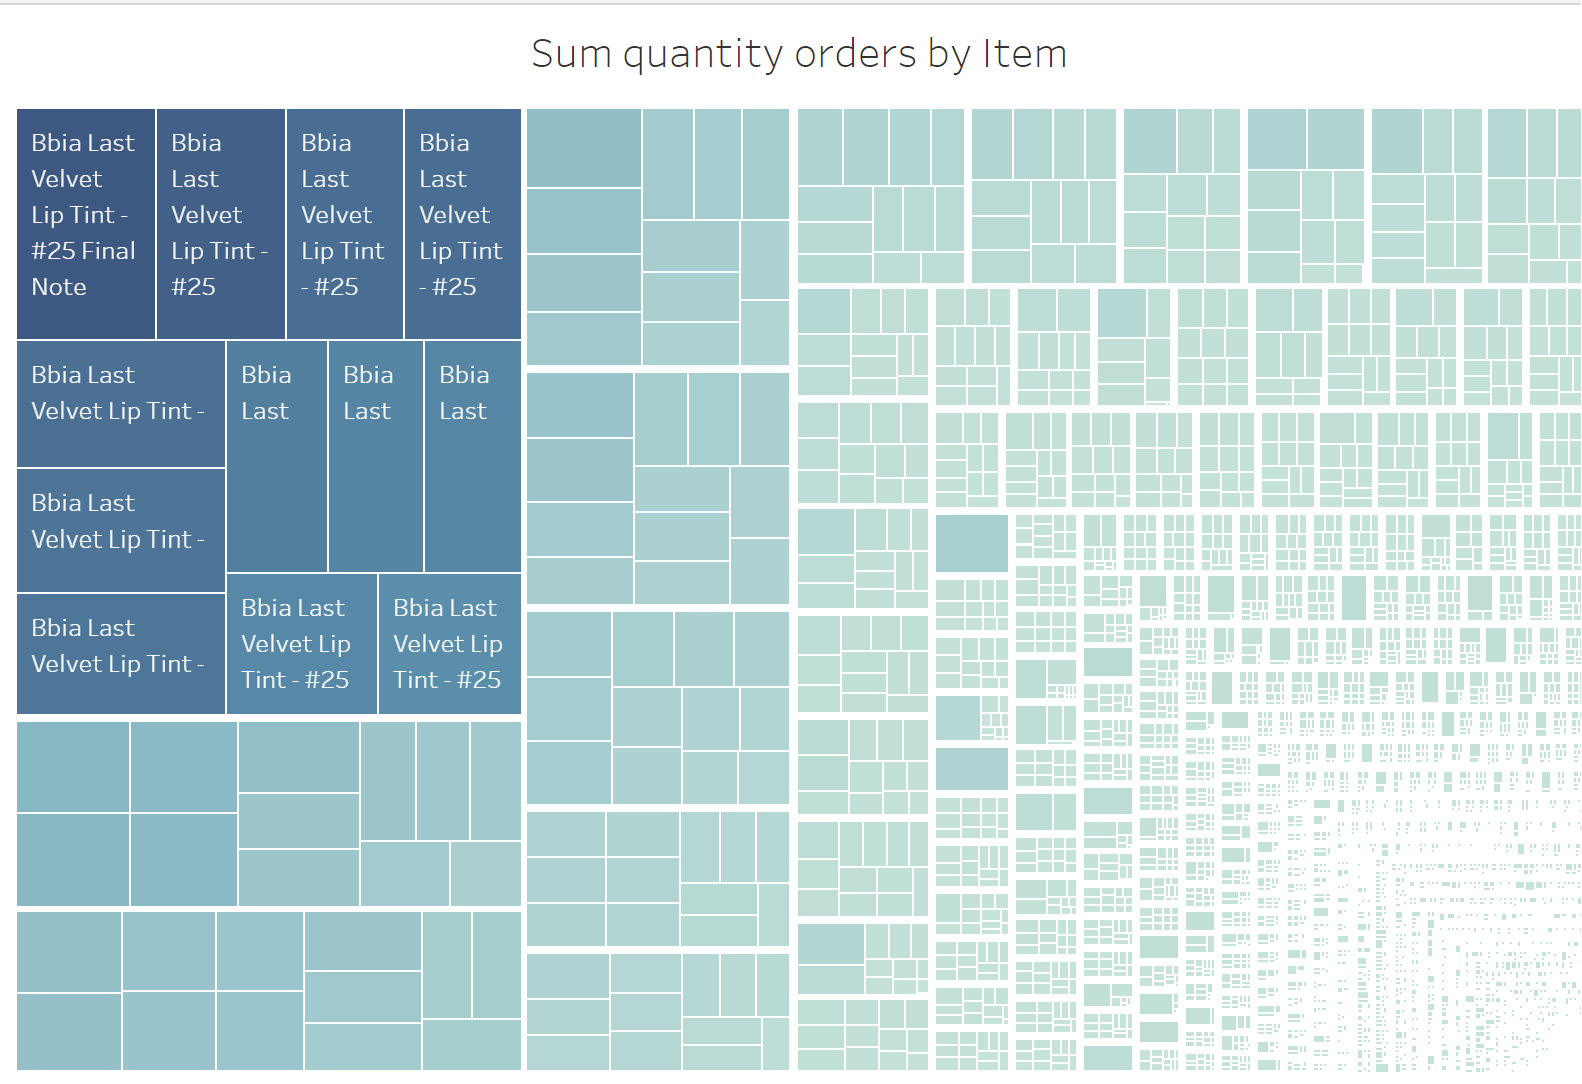 Sum quantity orders by Item
Bbia Last
Velvet
Lip Tint -
#25 Final
Note
Bbia
Last
Velvet
Lip Tint -
#25
Bbia
Last
Velvet
Lip Tint
- #25
Bbia
Last
Velvet
Lip Tint
- #25
Bbia Last
Velvet Lip Tint -
Bbia Last
Velvet Lip Tint -
Bbia Last
Velvet Lip Tint -
Bbia
Last
Bbia
Last
Bbia
Last
Bbia Last
Velvet Lip
Tint - #25
Bbia Last
Velvet Lip
Tint - #25